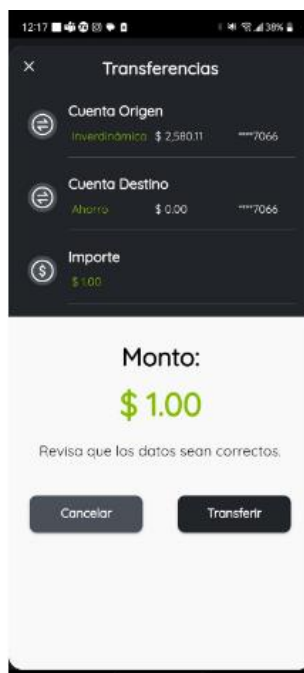 12:17 38%
Transferencias
Cuenta Origen
Inverdinámica $ 2,580.11 ****7066
Cuenta Destino
Ahorro $ 0.00 ****7066
Importe
$ 1.00
Monto:
$ 1.00
Revisa que los datos sean correctos.
Cancelar Transferir